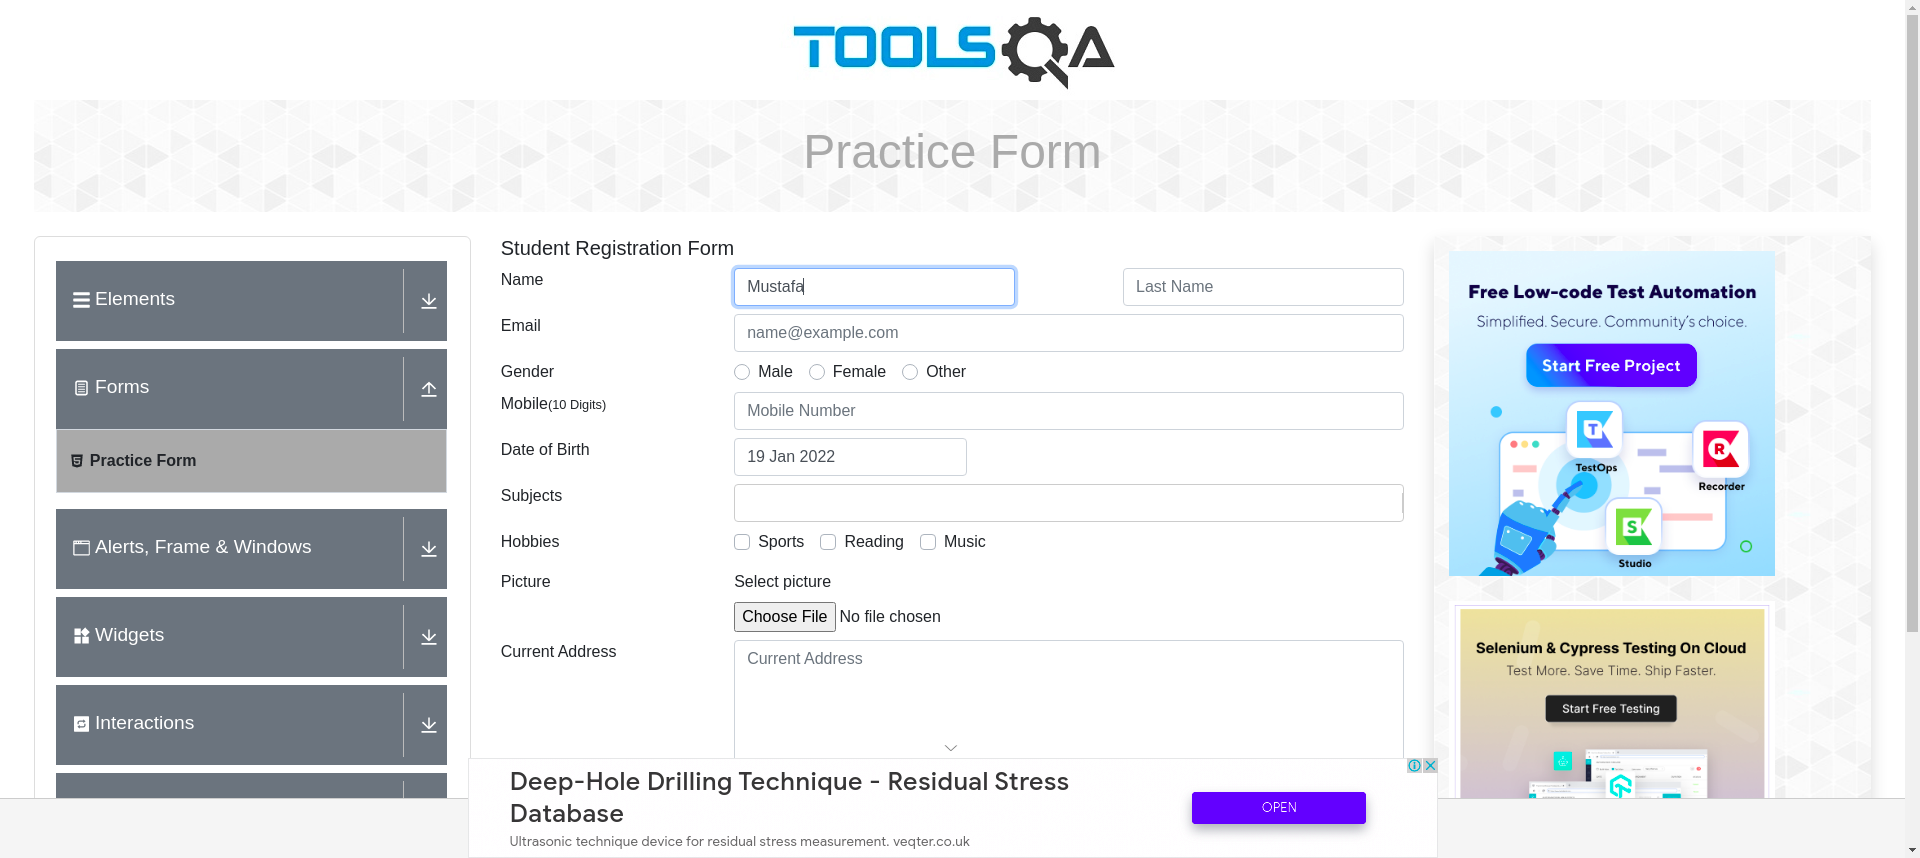 TOOLSQA
Practice Form
Elements
Forms
Practice Form
Alerts, Frame & Windows
Widgets
Interactions
Student Registration Form
Name
Mustafa
Last Name
Email
name@example.com
Gender
Male
Female
Other
Mobile(10 Digits)
Mobile Number
Date of Birth
19 Jan 2022
Subjects
Hobbies
Sports
Reading
Music
Picture
Select picture
Choose File No file chosen
Current Address
Current Address
Free Low-code Test Automation
Simplified. Secure. Community's choice.
Start Free Project
TestOps
Recorder
Studio
Selenium & Cypress Testing On Cloud
Test More. Save Time. Ship Faster.
Start Free Testing
Deep-Hole Drilling Technique - Residual Stress
Database
Ultrasonic technique device for residual stress measurement. veqter.co.uk
OPEN